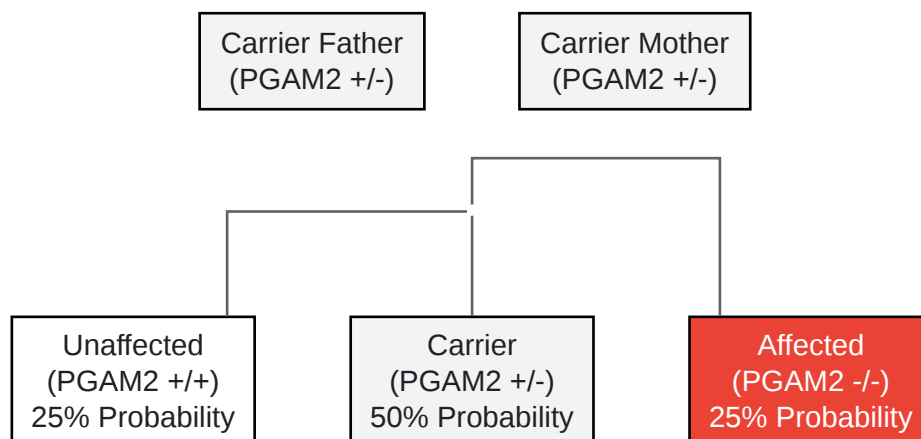 Carrier Father
(PGAM2 +/-)
Carrier Mother
(PGAM2 +/-)
Unaffected
(PGAM2 +/+)
25% Probability
Carrier
(PGAM2 +/-)
50% Probability
Affected
(PGAM2 -/-)
25% Probability